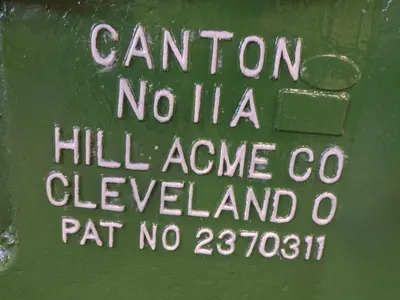 CANTON
No 11A
HILL ACME CO
CLEVELAND O
PAT NO 2370311